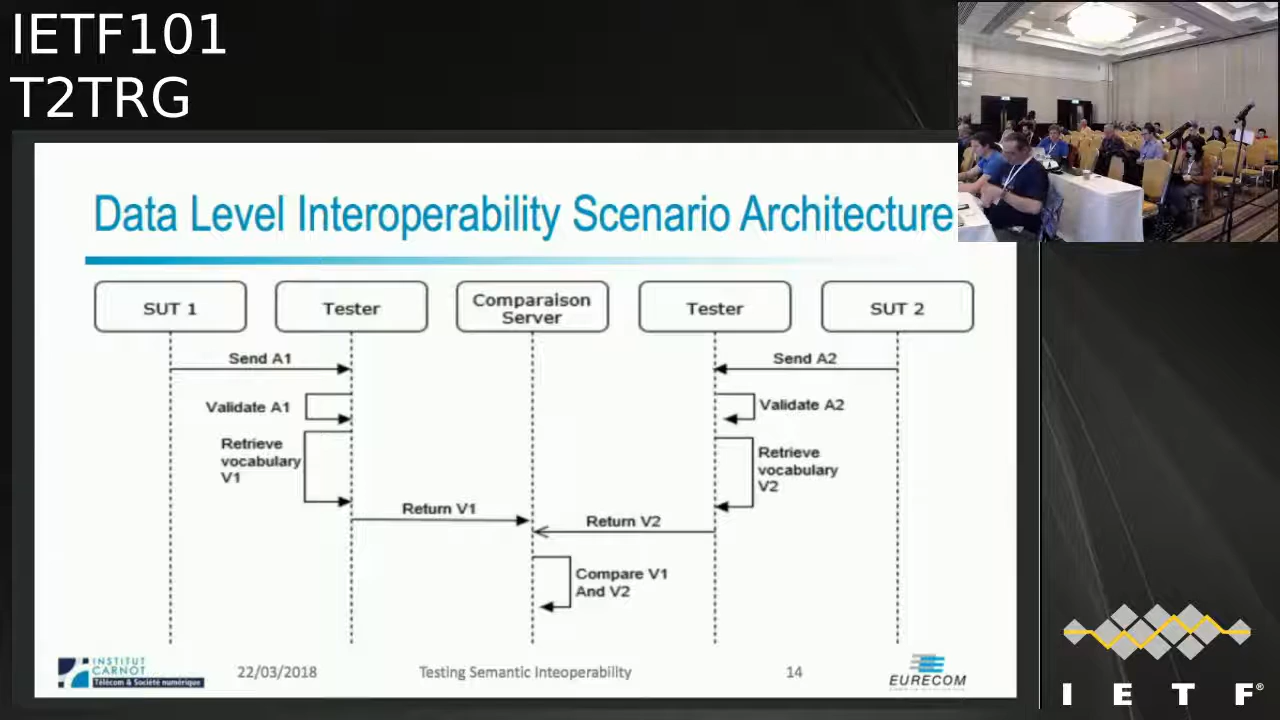 IETF101
T2TRG
Data Level Interoperability Scenario Architecture
SUT 1
Tester
Comparaison
Server
Tester
SUT 2
Send A1
Send A2
Validate A1
Validate A2
Retrieve
vocabulary
V1
Retrieve
vocabulary
V2
Return V1
Return V2
Compare V1
And V2
INSTITUT
CARNOT
Télécom & Société numérique
22/03/2018
Testing Semantic Inteoperability
14
EURECOM
I E T F®